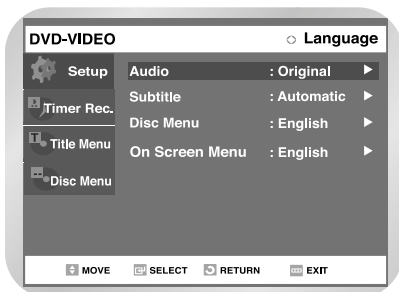 DVD-VIDEO Language
Setup
Audio : Original
Subtitle : Automatic
Disc Menu : English
On Screen Menu : English
Timer Rec.
Title Menu
Disc Menu
MOVE SELECT RETURN EXIT